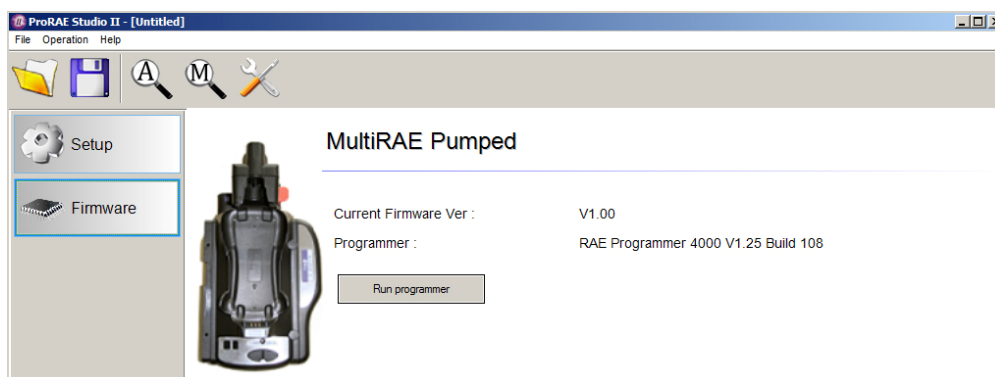 ProRAE Studio II - [Untitled]
File Operation Help
A M
Setup
Firmware
MultiRAE Pumped
Current Firmware Ver : V1.00
Programmer : RAE Programmer 4000 V1.25 Build 108
Run programmer